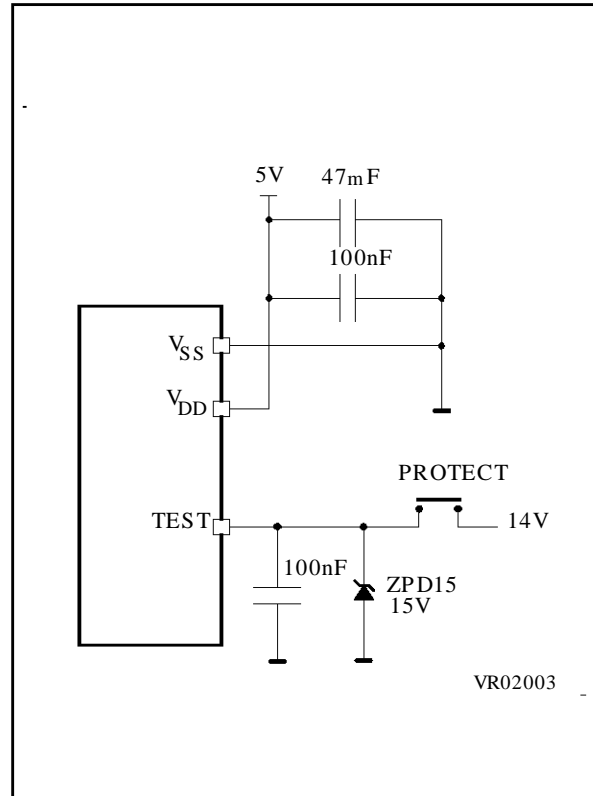 5V 47mF
100nF
VSS
VDD
PROTECT
TEST 14V
100nF ZPD15
15V
VR02003